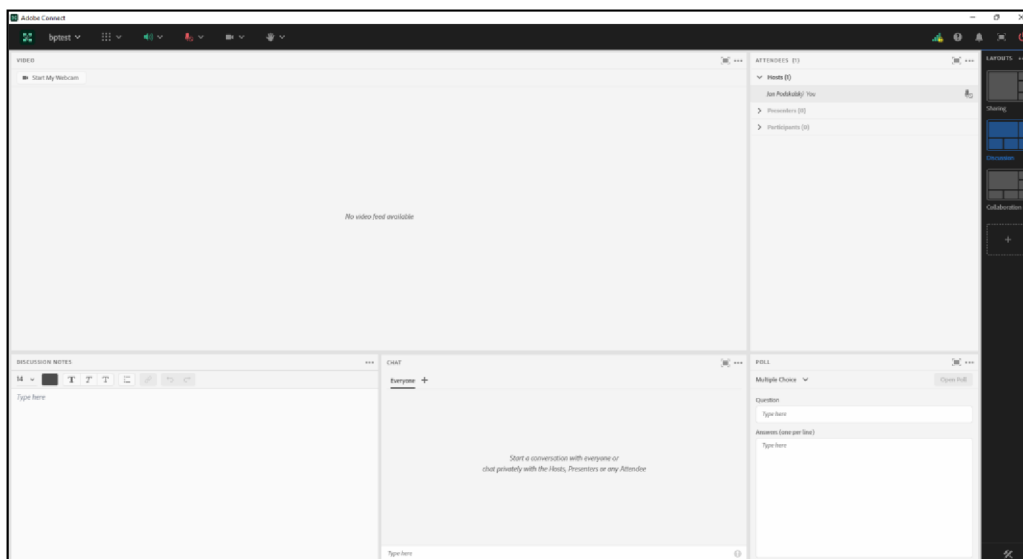 Adobe Connect
bptest
VIDEO
Start My Webcam
No video feed available
ATTENDEES (1)
Hosts (1)
You
Presenters (0)
Participants (0)
LAYOUTS
Sharing
Discussion
Collaboration
DISCUSSION NOTES
14
Type here
CHAT
Everyone
Start a conversation with everyone or
chat privately with the Hosts, Presenters or any Attendee
Type here
POLL
Multiple Choice
Open Poll
Question
Type here
Answers (one per line)
Type here